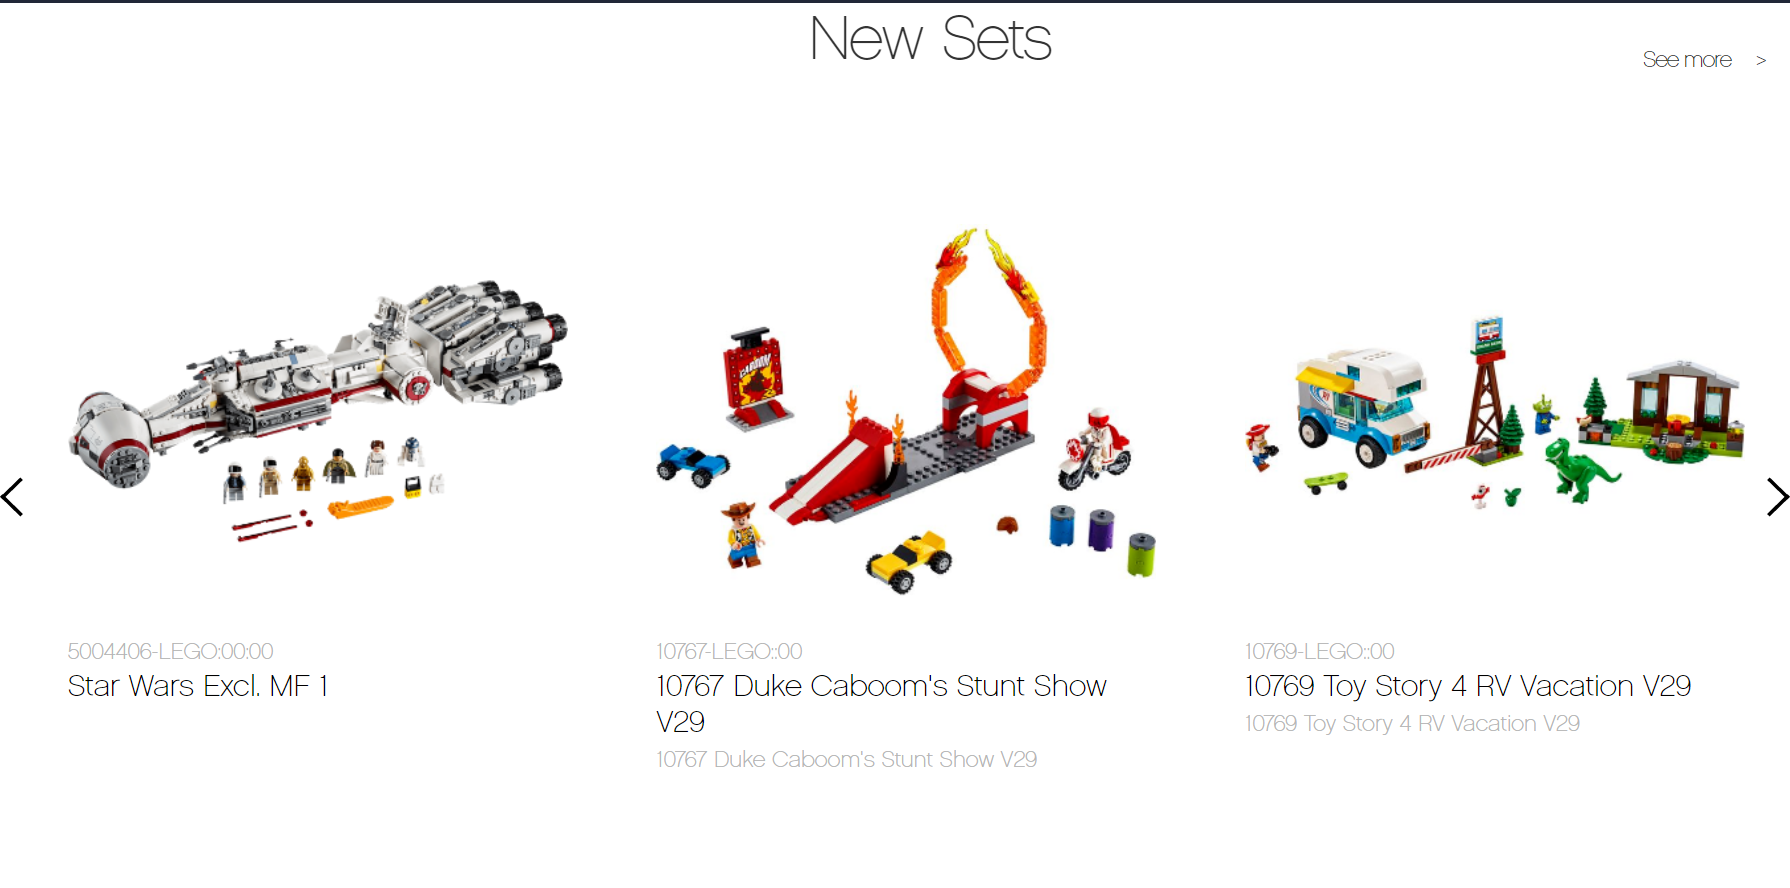 New Sets
See more >
CABOOM
5004406-LEGO:00:00
Star Wars Excl. MF 1
10767-LEGO::00
10767 Duke Caboom's Stunt Show
V29
10767 Duke Caboom's Stunt Show V29
10769-LEGO::00
10769 Toy Story 4 RV Vacation V29
10769 Toy Story 4 RV Vacation V29